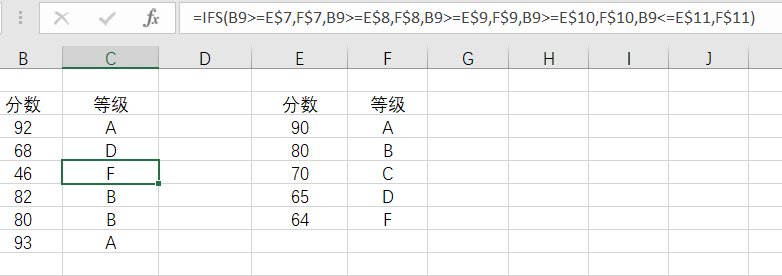 fx =IFS(B9>=E$7,F$7,B9>=E$8,F$8,B9>=E$9,F$9,B9>=E$10,F$10,B9<=E$11,F$11)
B C D E F G H I J
分数 等级 分数 等级
92 A 90 A
68 D 80 B
46 F 70 C
82 B 65 D
80 B 64 F
93 A